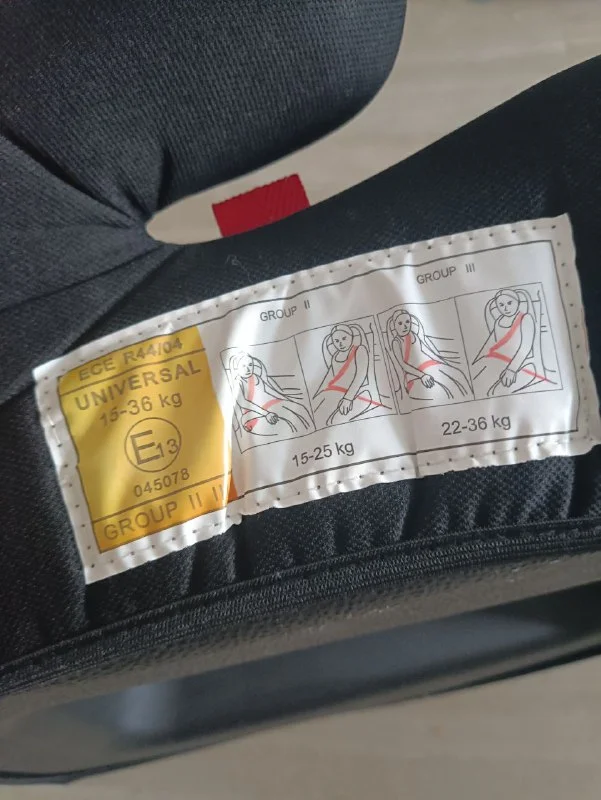 ECE R44/04
UNIVERSAL
15-36 kg
E13
045078
GROUP II
GROUP II
15-25 kg
GROUP III
22-36 kg